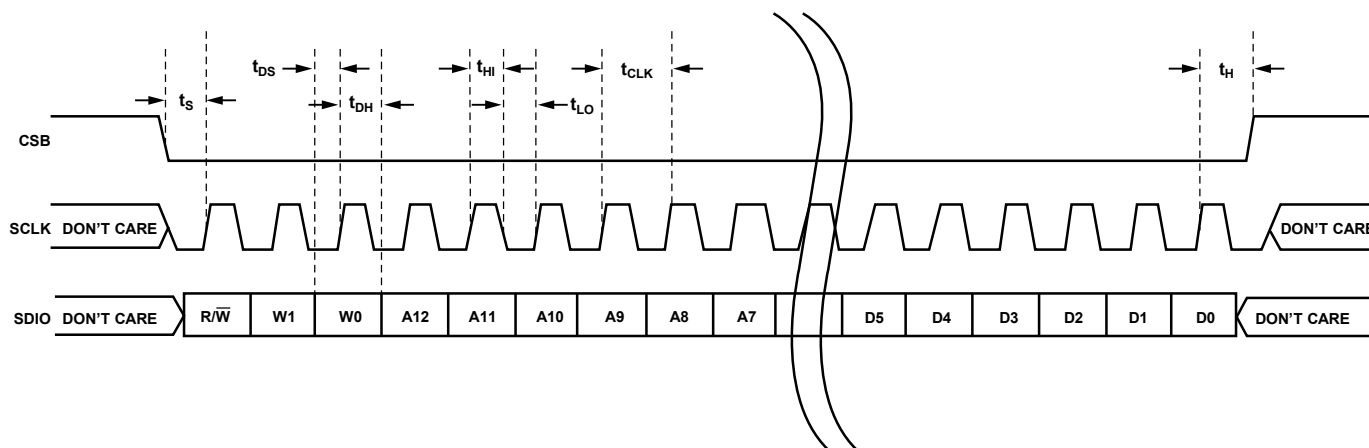 tDS
tHI
tCLK
tH
tS
tDH
tLO
CSB
SCLK DON'T CARE DON'T CARE
SDIO DON'T CARE R/W̅ W1 W0 A12 A11 A10 A9 A8 A7 D5 D4 D3 D2 D1 D0 DON'T CARE